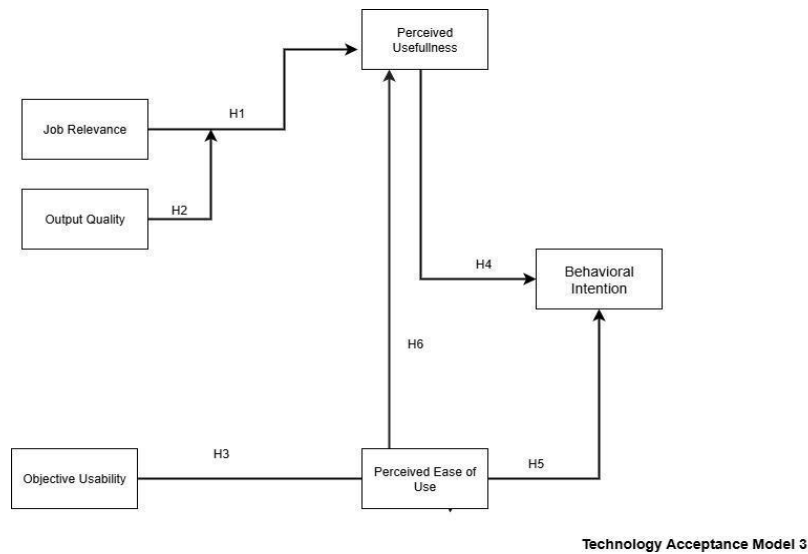 Perceived
Usefullness
H1
Job Relevance
Output Quality
H2
H4
Behavioral
Intention
H6
H3
Objective Usability
Perceived Ease of
Use
H5
Technology Acceptance Model 3